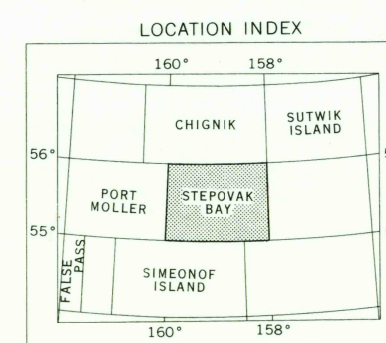 LOCATION INDEX
160° 158°
CHIGNIK
SUTWIK
ISLAND
56°
PORT
MOLLER
STEPOVAK
BAY
55°
FALSE
PASS
SIMEONOF
ISLAND
160° 158°